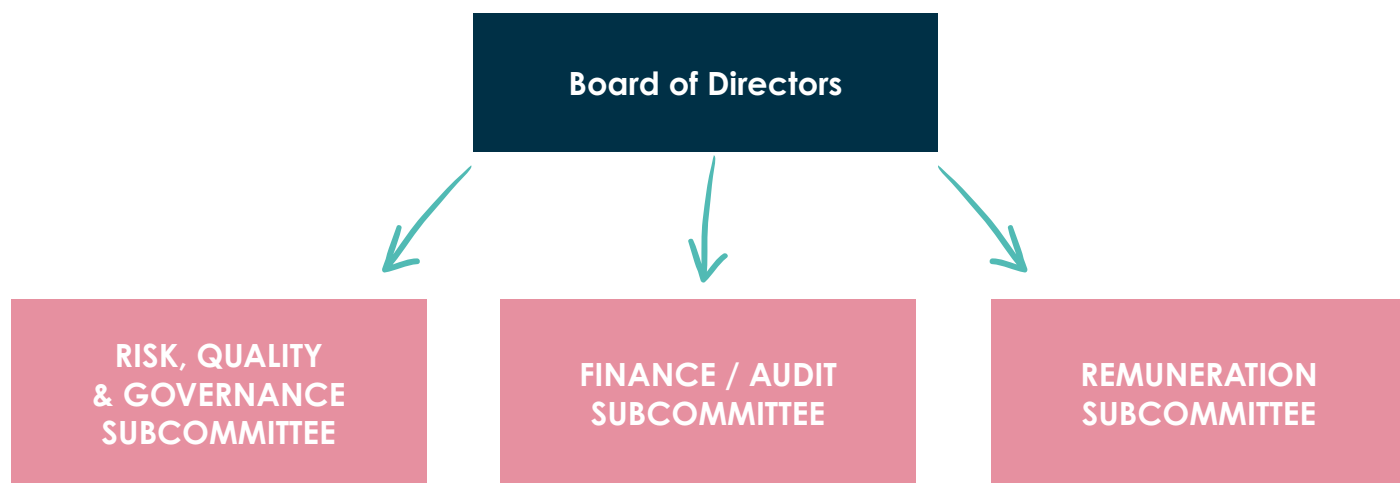 Board of Directors
RISK, QUALITY
& GOVERNANCE
SUBCOMMITTEE
FINANCE / AUDIT
SUBCOMMITTEE
REMUNERATION
SUBCOMMITTEE